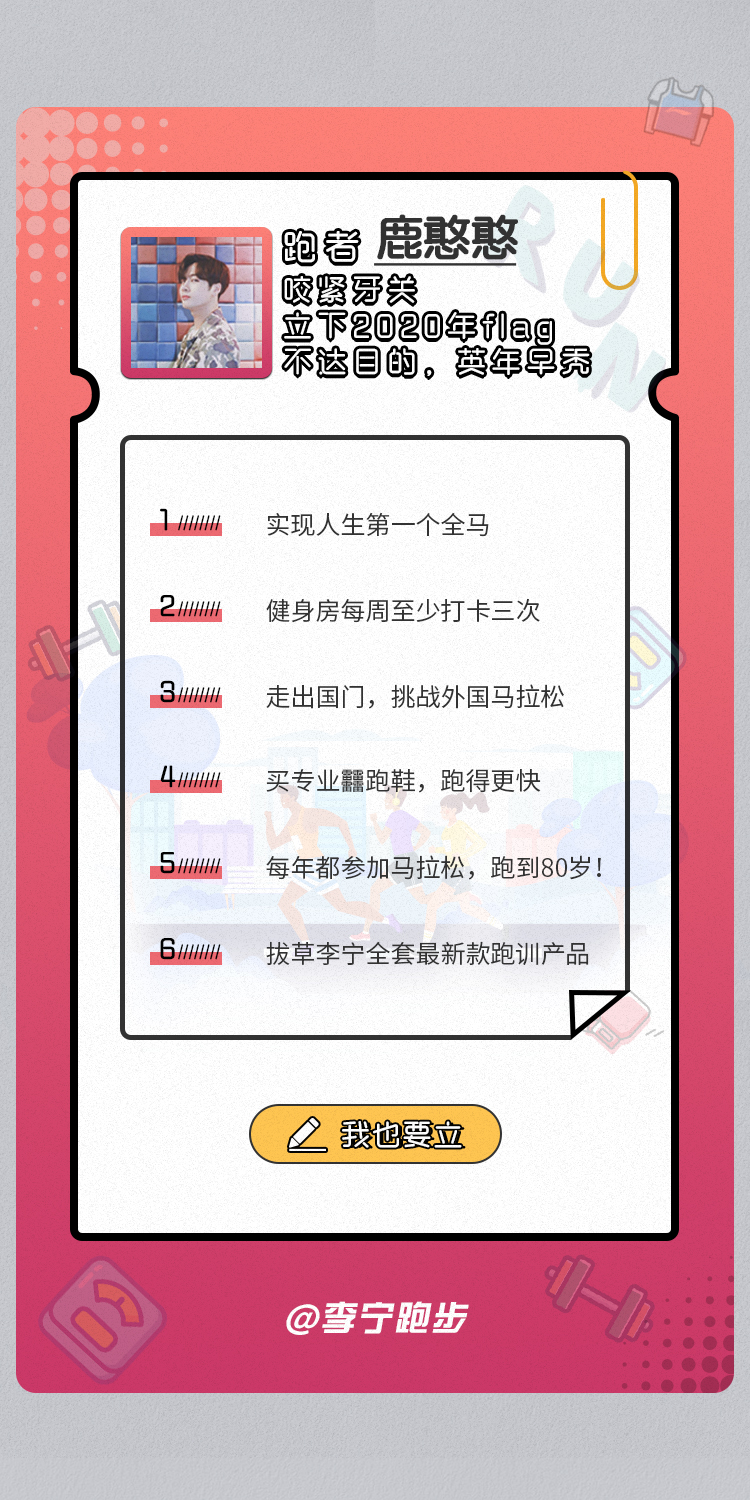 RUN
跑者 鹿憨憨
咬紧牙关
立下2020年flag
不达目的，英年早秃
1 实现人生第一个全马
2 健身房每周至少打卡三次
3 走出国门，挑战外国马拉松
4 买专业龘跑鞋，跑得更快
5 每年都参加马拉松，跑到80岁！
6 拔草李宁全套最新款跑训产品
我也要立
@李宁跑步